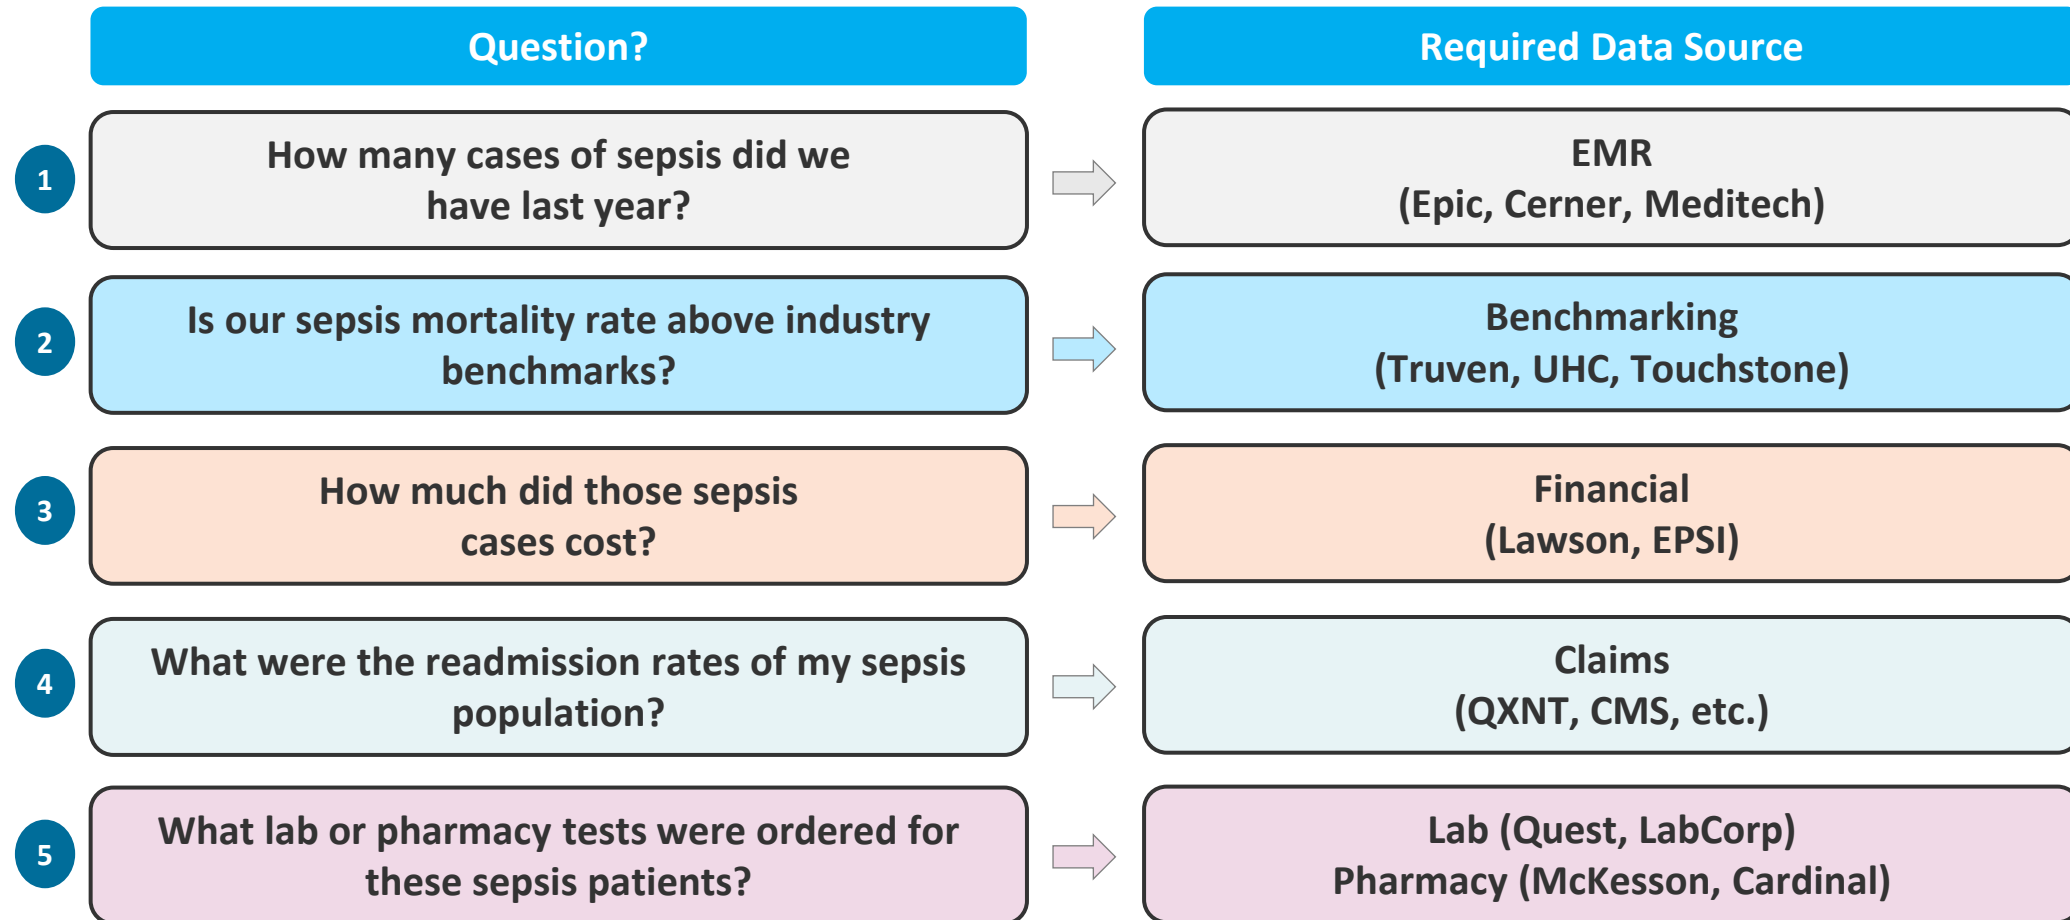 Question?
Required Data Source
1
How many cases of sepsis did we
have last year?
EMR
(Epic, Cerner, Meditech)
2
Is our sepsis mortality rate above industry
benchmarks?
Benchmarking
(Truven, UHC, Touchstone)
3
How much did those sepsis
cases cost?
Financial
(Lawson, EPSI)
4
What were the readmission rates of my sepsis
population?
Claims
(QXNT, CMS, etc.)
5
What lab or pharmacy tests were ordered for
these sepsis patients?
Lab (Quest, LabCorp)
Pharmacy (McKesson, Cardinal)